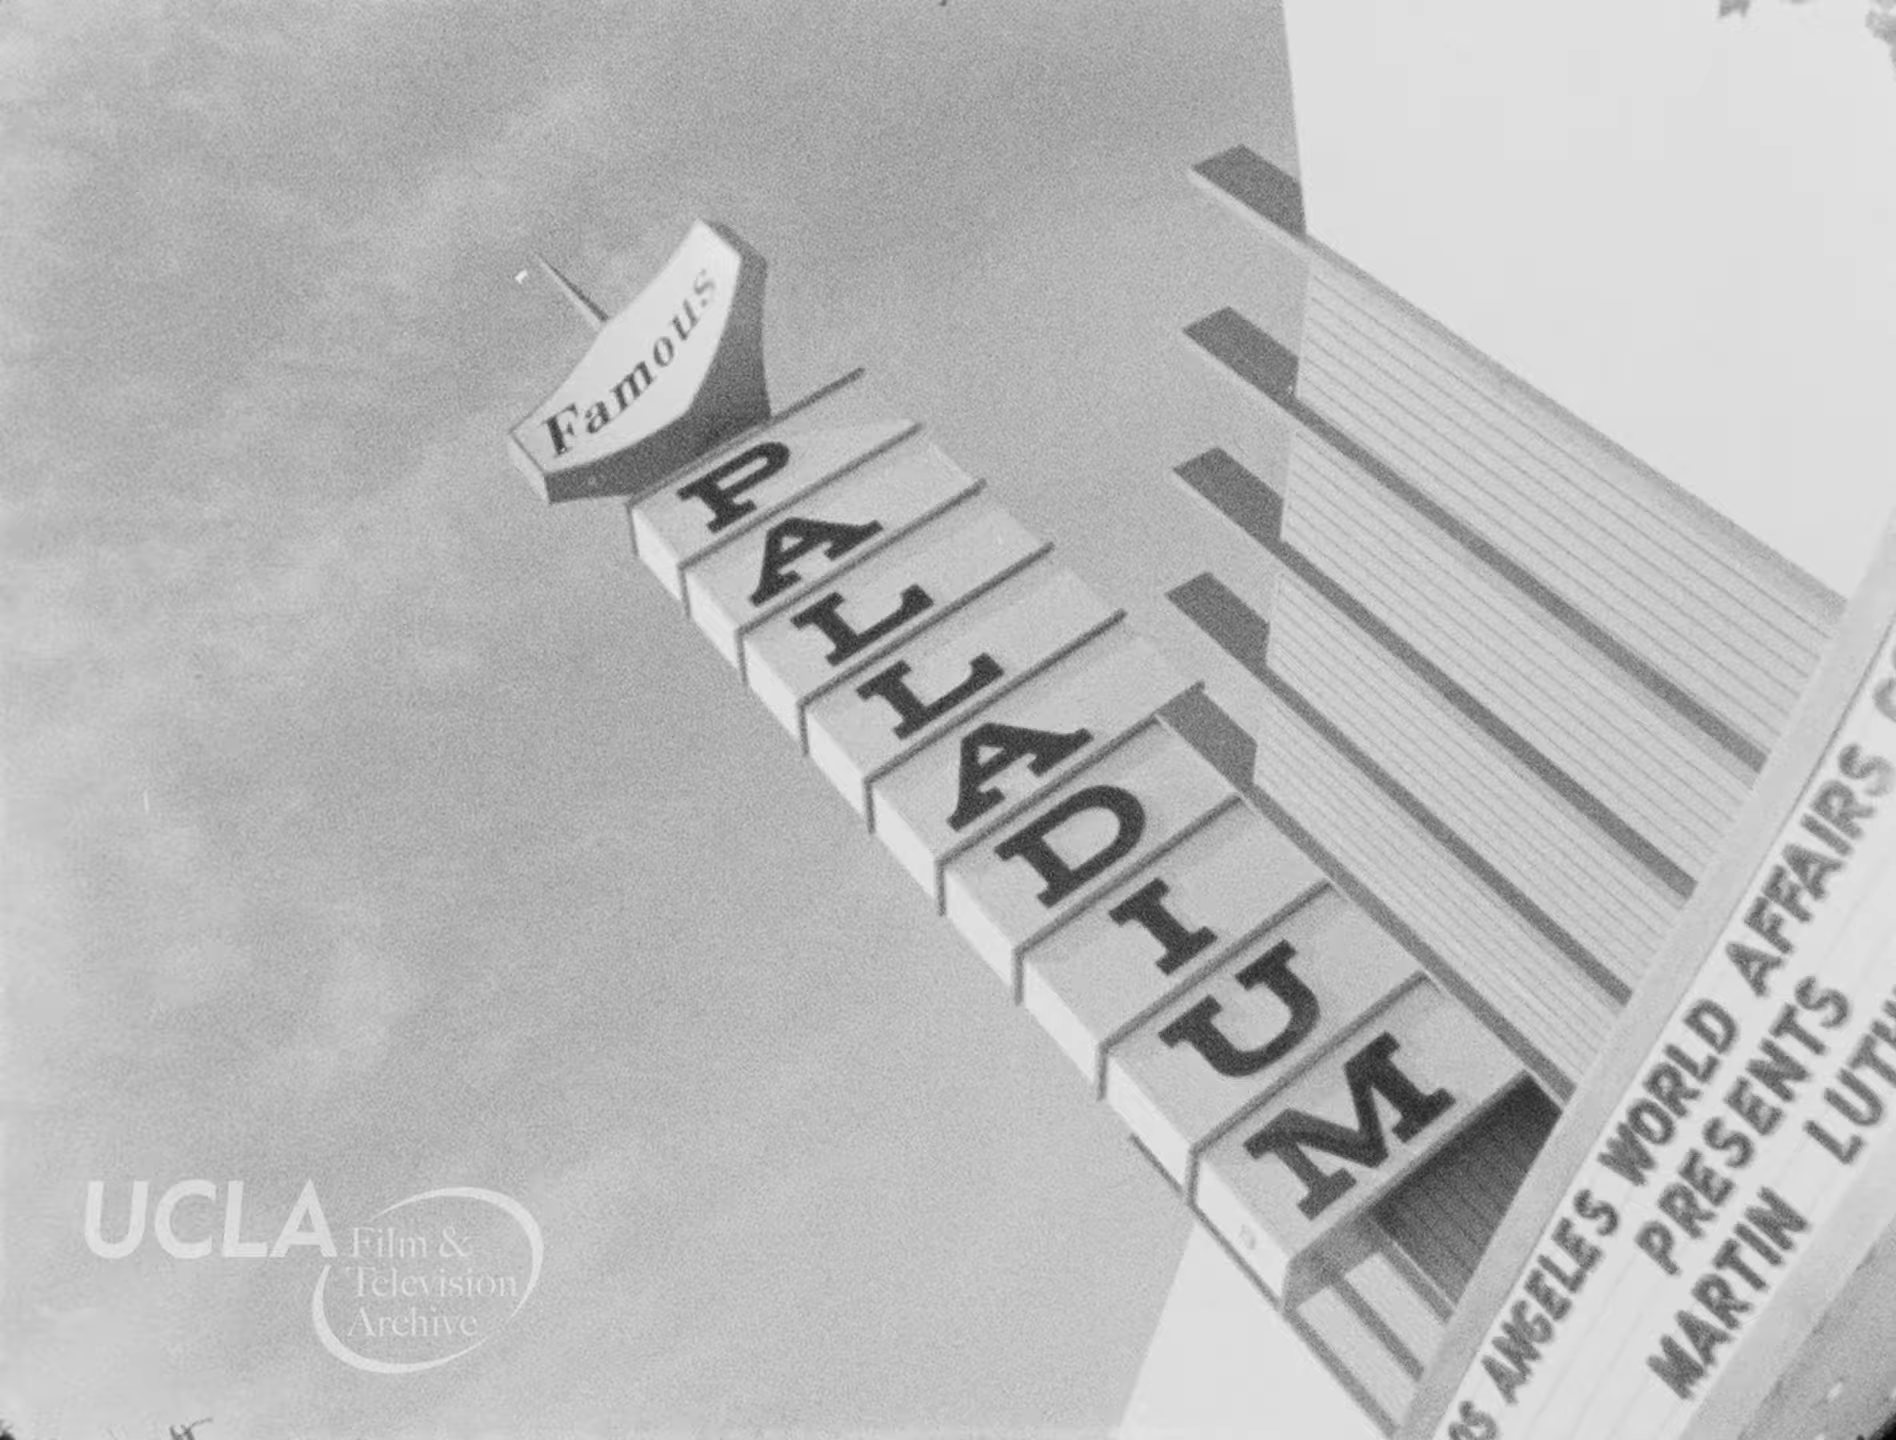 Famous
PALLADIUM
ANGELES WORLD AFFAIRS
PRESENTS
MARTIN
UCLA
Film &
Television
Archive